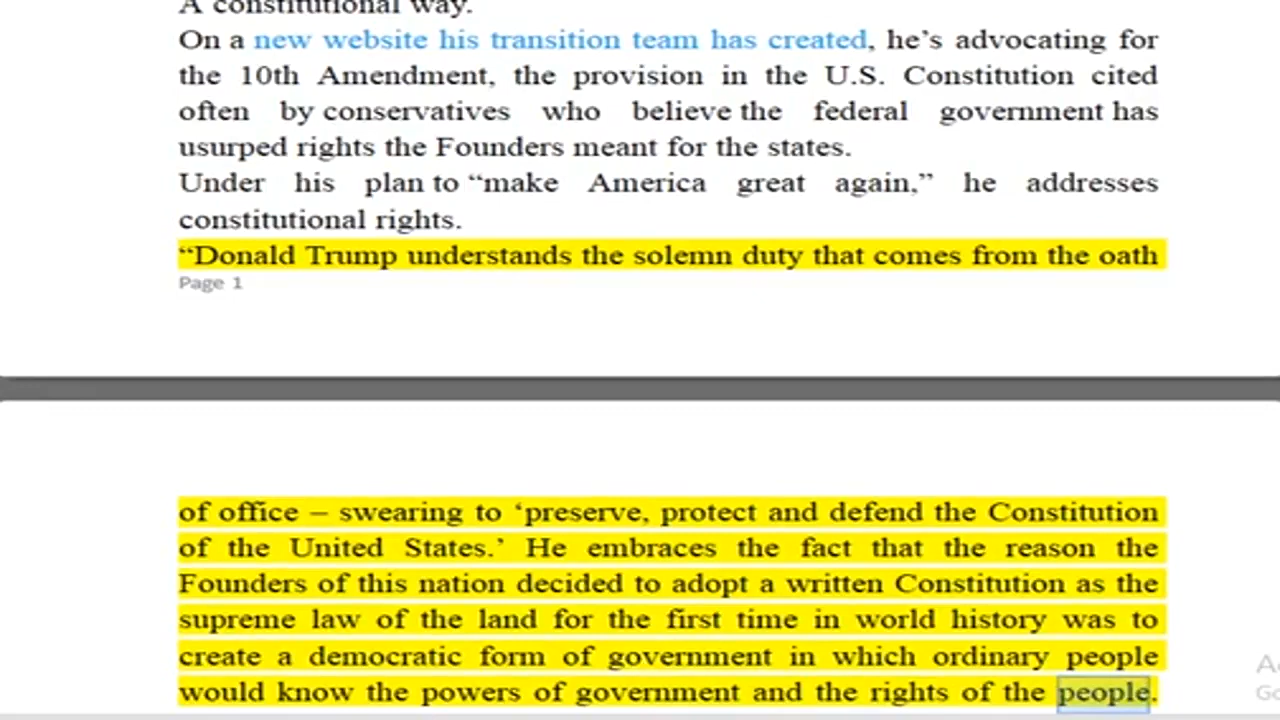 A constitutional way.
On a new website his transition team has created, he’s advocating for
the 10th Amendment, the provision in the U.S. Constitution cited
often by conservatives who believe the federal government has
usurped rights the Founders meant for the states.
Under his plan to “make America great again,” he addresses
constitutional rights.
“Donald Trump understands the solemn duty that comes from the oath
Page 1
of office – swearing to ‘preserve, protect and defend the Constitution
of the United States.’ He embraces the fact that the reason the
Founders of this nation decided to adopt a written Constitution as the
supreme law of the land for the first time in world history was to
create a democratic form of government in which ordinary people
would know the powers of government and the rights of the people.